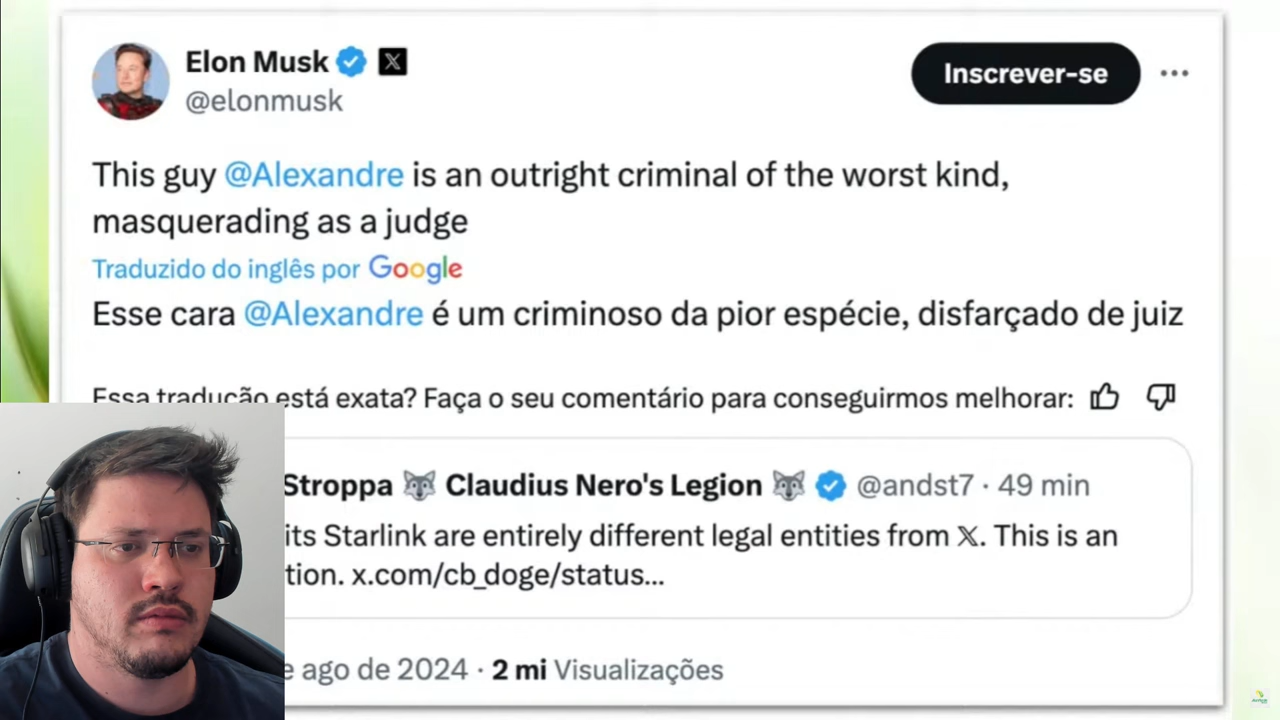 Elon Musk
@elonmusk
Inscrever-se
This guy @Alexandre is an outright criminal of the worst kind,
masquerading as a judge
Traduzido do inglês por Google
Esse cara @Alexandre é um criminoso da pior espécie, disfarçado de juiz
Essa tradução está exata? Faça o seu comentário para conseguirmos melhorar:
Stroppa Claudius Nero's Legion @andst7 · 49 min
its Starlink are entirely different legal entities from 𝕏. This is an
tion. x.com/cb_doge/status...
e ago de 2024 · 2 mi Visualizações